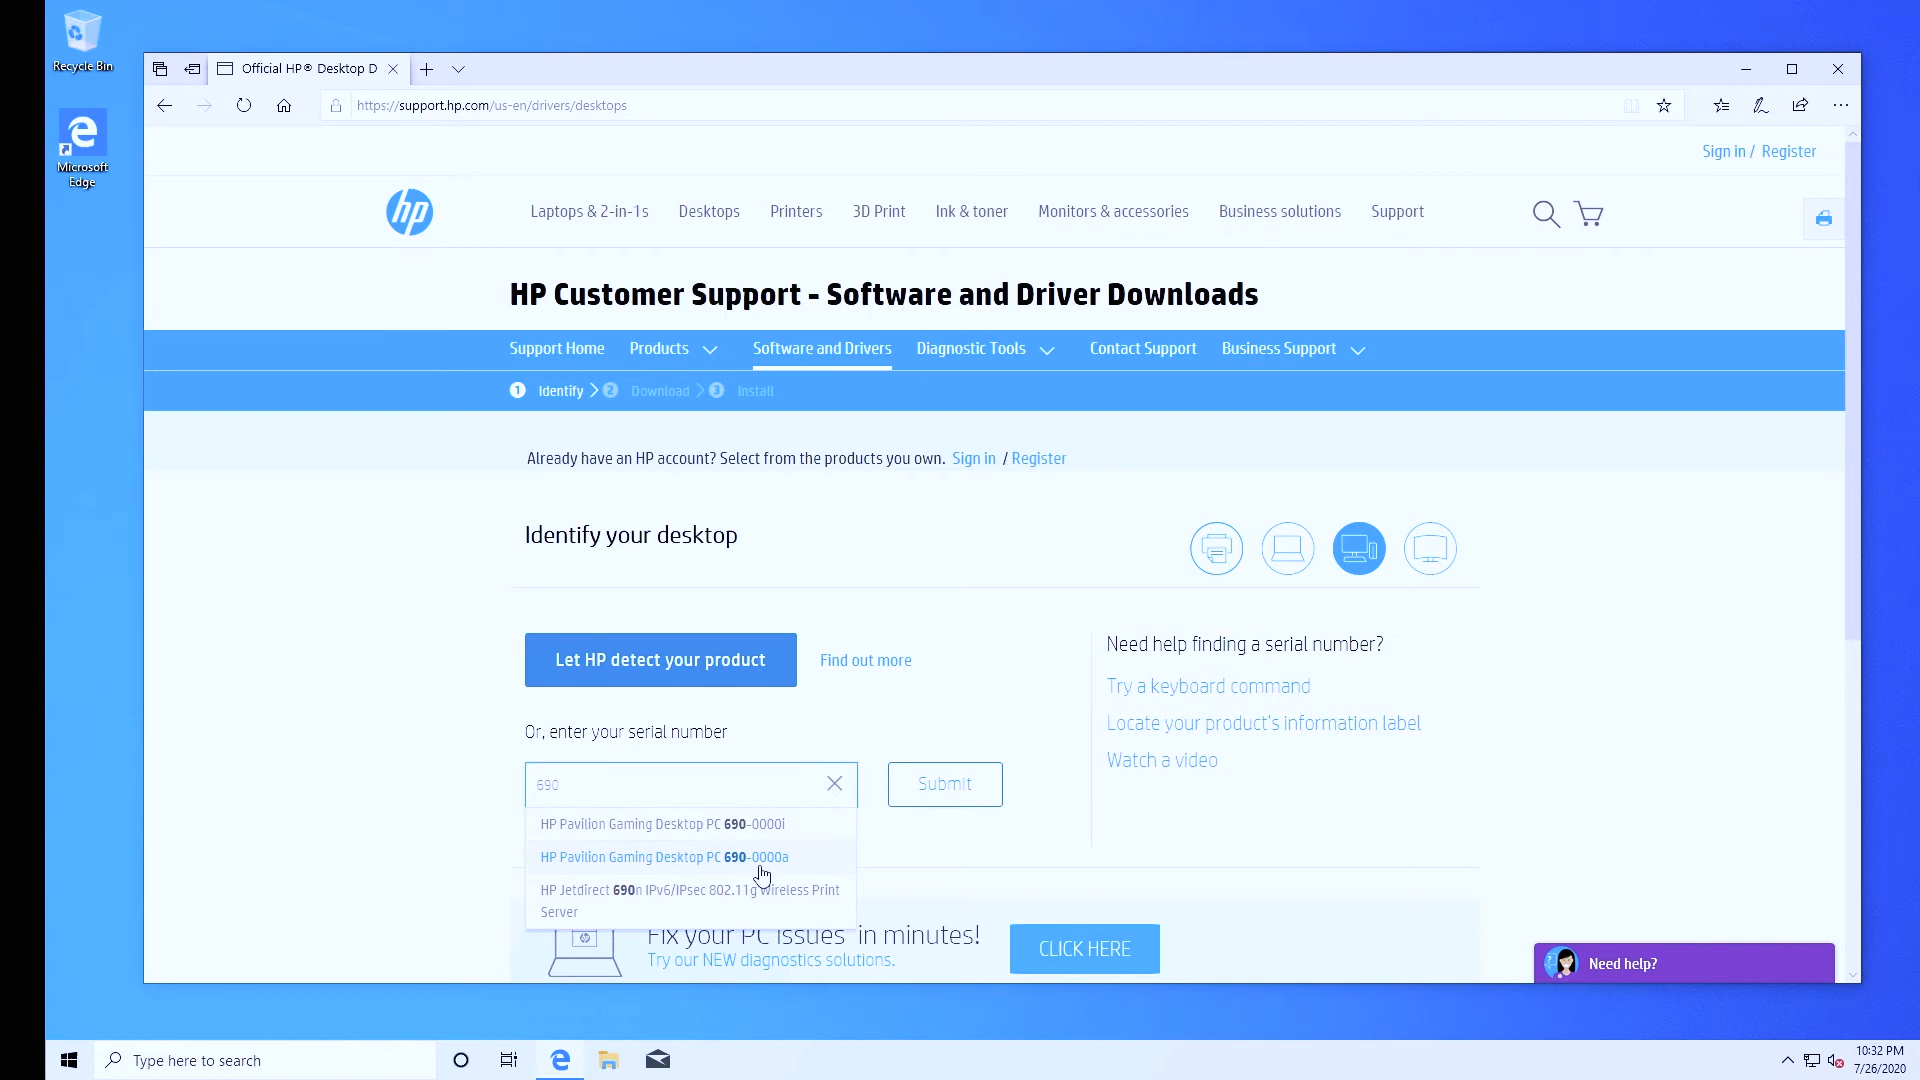 Recycle Bin
Microsoft
Edge
Official HP® Desktop D
https://support.hp.com/us-en/drivers/desktops
Sign in / Register
hp
Laptops & 2-in-1s Desktops Printers 3D Print Ink & toner Monitors & accessories Business solutions Support
HP Customer Support - Software and Driver Downloads
Support Home Products Software and Drivers Diagnostic Tools Contact Support Business Support
1 Identify 2 Download 3 Install
Already have an HP account? Select from the products you own. Sign in / Register
Identify your desktop
Let HP detect your product Find out more
Need help finding a serial number?
Try a keyboard command
Locate your product's information label
Watch a video
Or, enter your serial number
690
Submit
HP Pavilion Gaming Desktop PC 690-0000i
HP Pavilion Gaming Desktop PC 690-0000a
HP Jetdirect 690n IPv6/IPsec 802.11g Wireless Print
Server
Fix your PC issues in minutes!
Try our NEW diagnostics solutions.
CLICK HERE
Need help?
Type here to search
10:32 PM
7/26/2020